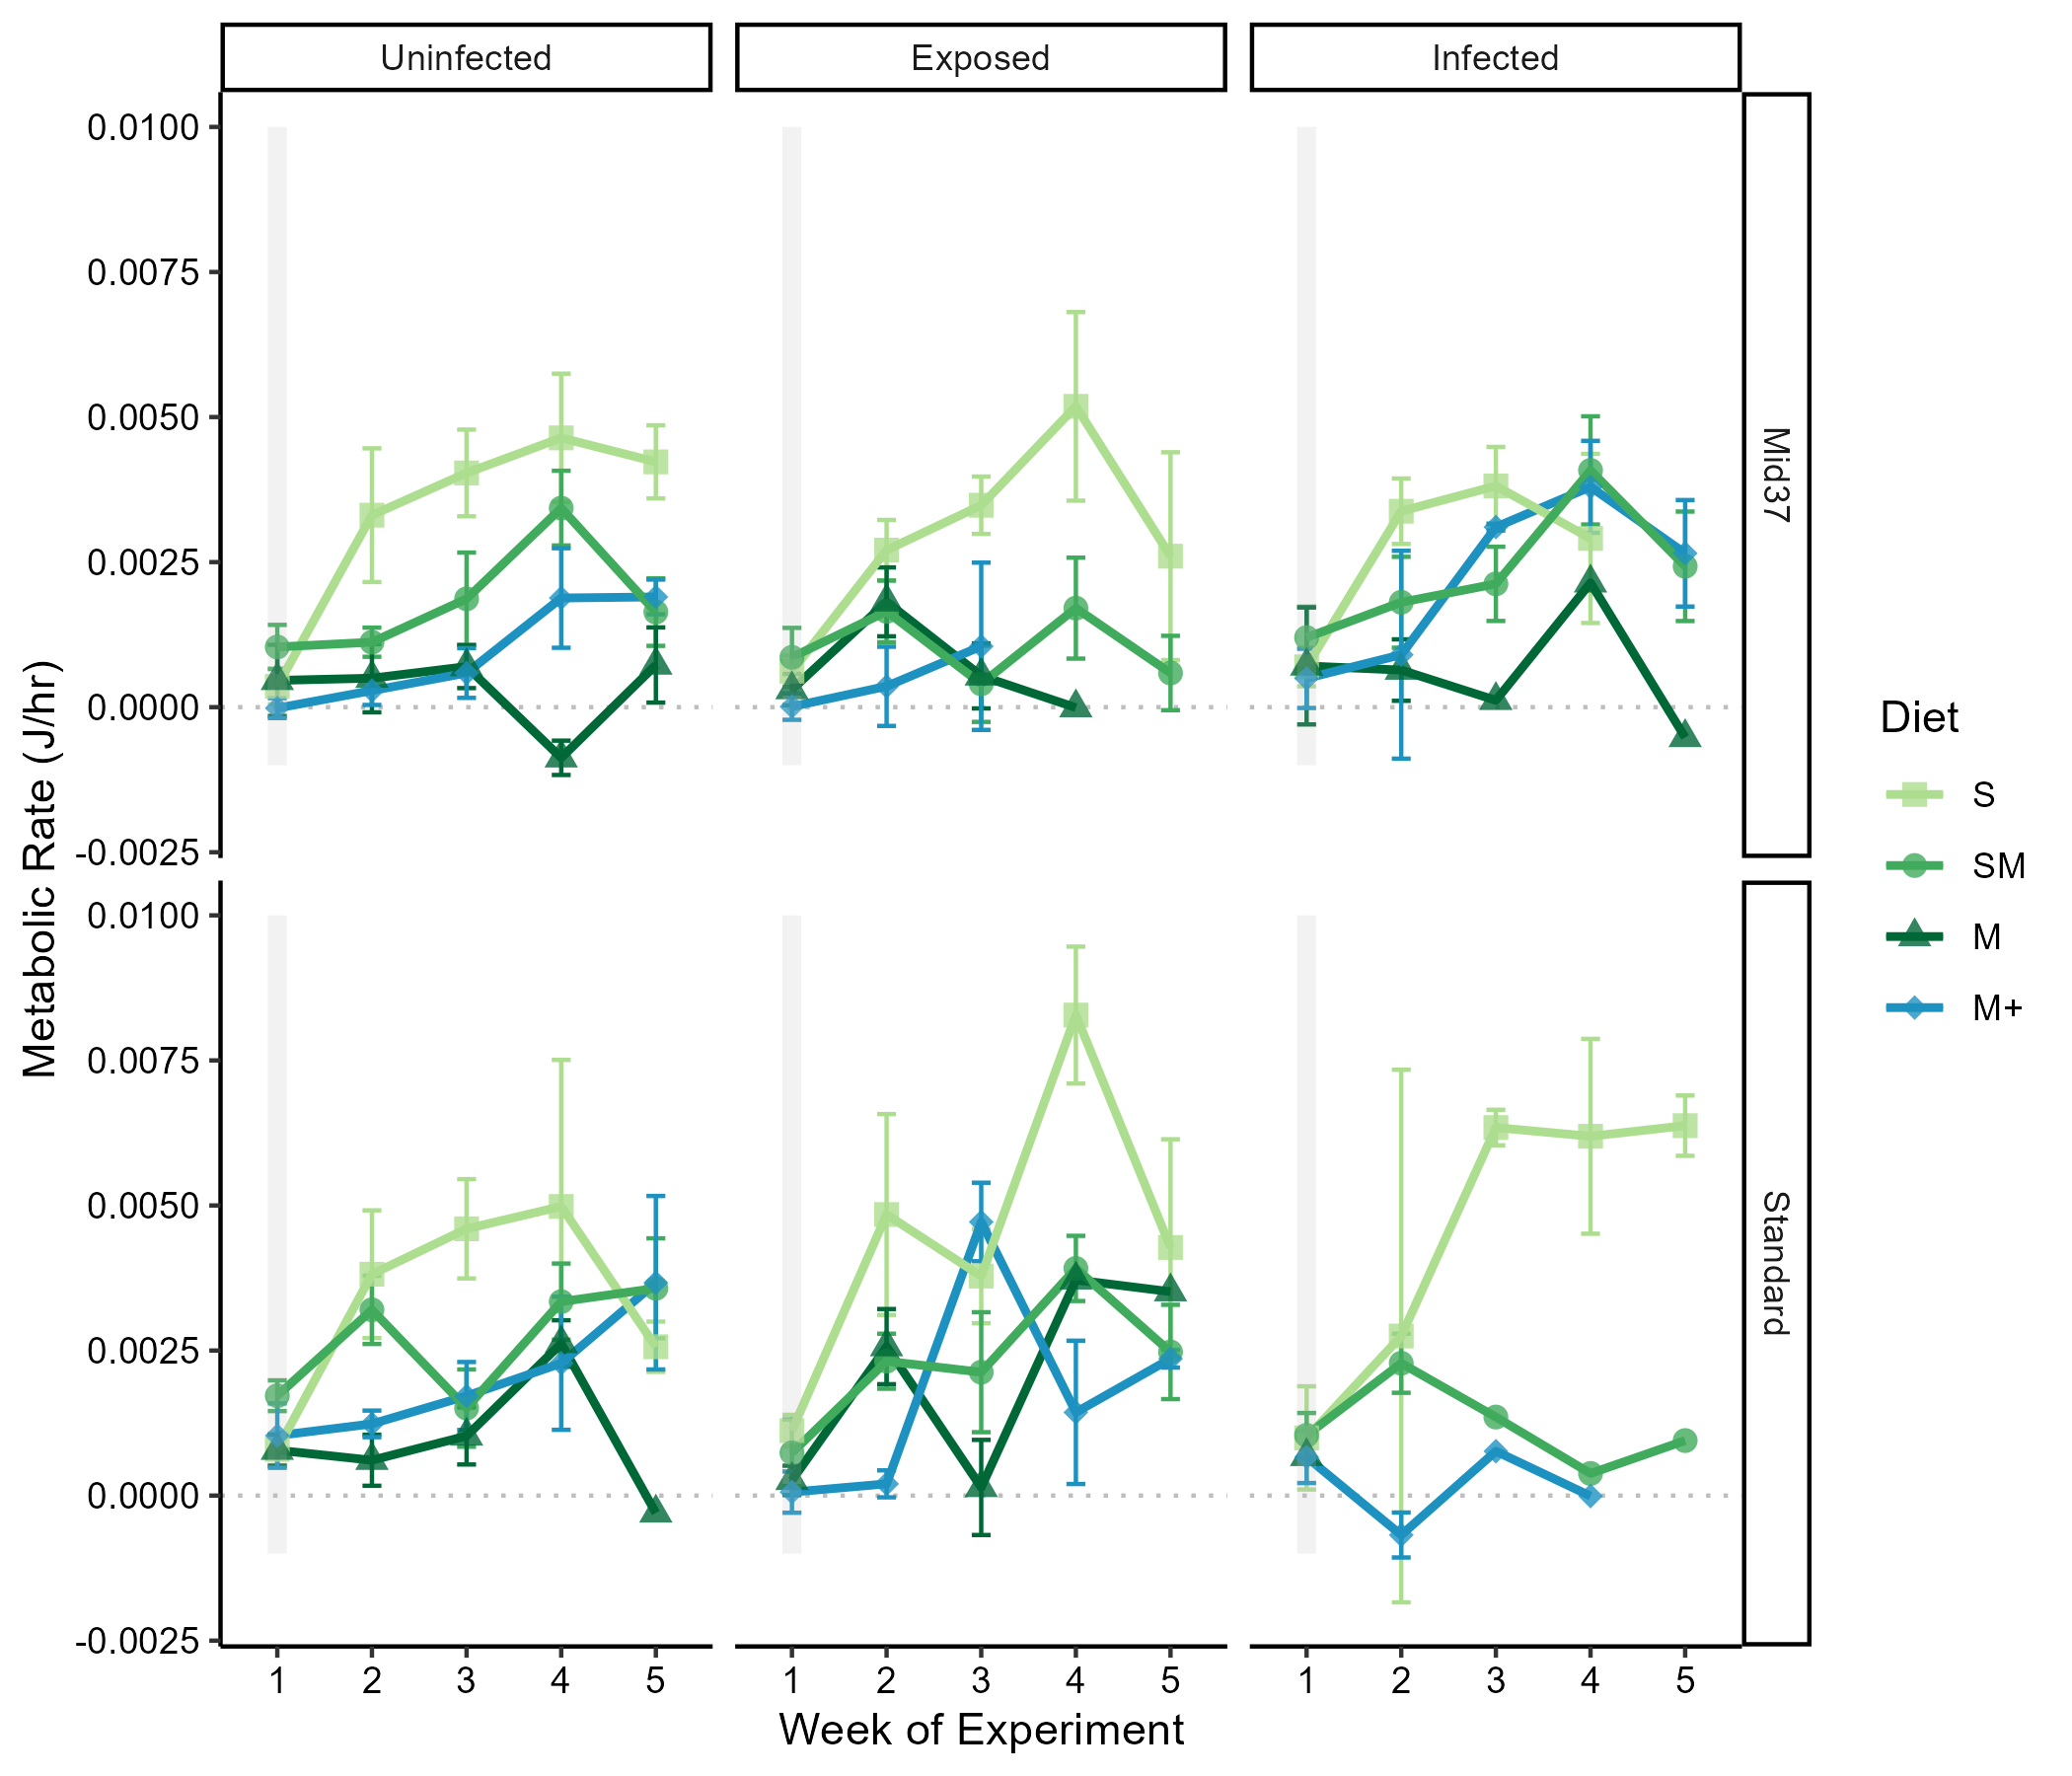 Uninfected
Exposed
Infected
0.0100
0.0075
0.0050
0.0025
0.0000
-0.0025
Mid37
0.0100
0.0075
0.0050
0.0025
0.0000
-0.0025
Standard
Metabolic Rate (J/hr)
1 2 3 4 5
1 2 3 4 5
1 2 3 4 5
Week of Experiment
Diet
S
SM
M
M+